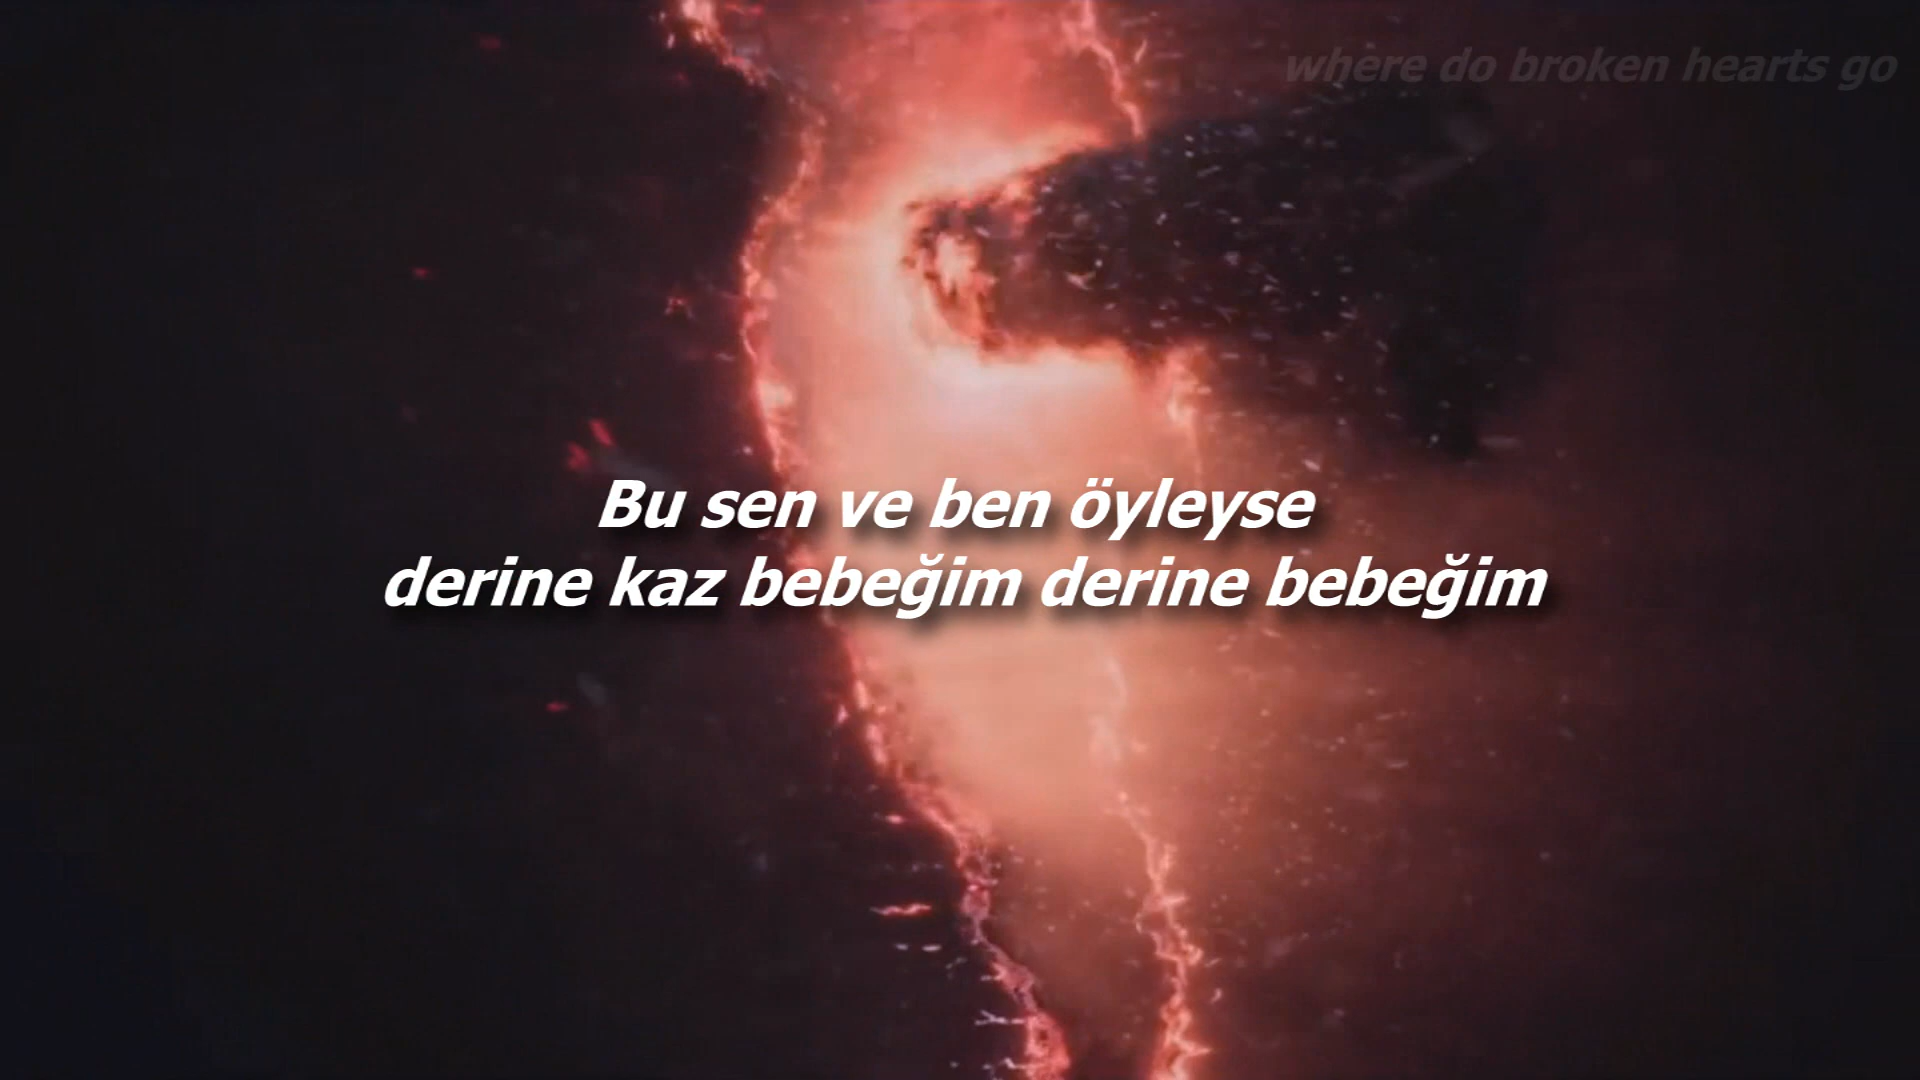 where do broken hearts go
Bu sen ve ben öyleyse
derine kaz bebeğim derine bebeğim